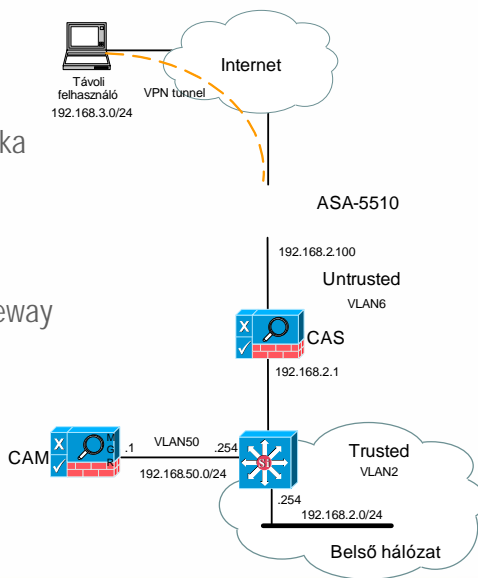 Internet
Távoli
felhasználó
VPN tunnel
192.168.3.0/24
ka
ASA-5510
192.168.2.100
Untrusted
VLAN6
eway
X
CAS
192.168.2.1
X
M
G
R
CAM
.1
VLAN50
.254
192.168.50.0/24
Si
Trusted
VLAN2
.254
192.168.2.0/24
Belső hálózat